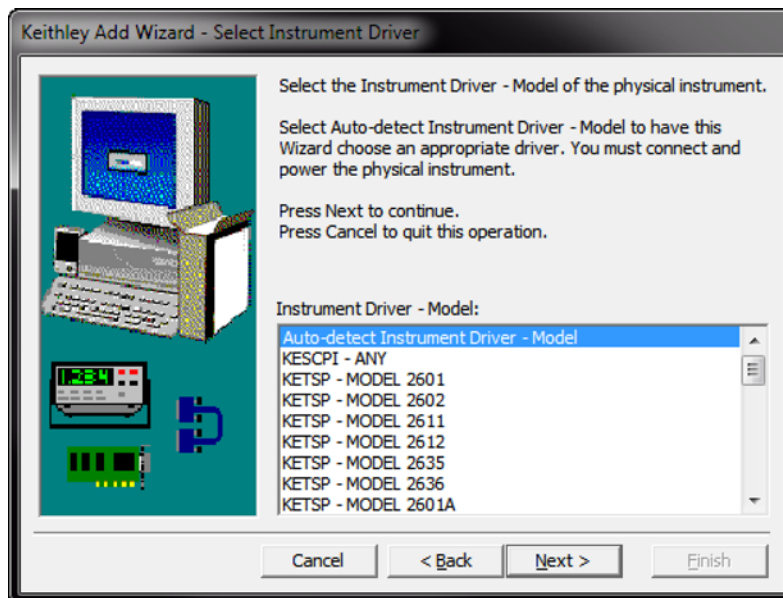 Keithley Add Wizard - Select Instrument Driver
Select the Instrument Driver - Model of the physical instrument.
Select Auto-detect Instrument Driver - Model to have this
Wizard choose an appropriate driver. You must connect and
power the physical instrument.
Press Next to continue.
Press Cancel to quit this operation.
Instrument Driver - Model:
Auto-detect Instrument Driver - Model
KESCPI - ANY
KETSP - MODEL 2601
KETSP - MODEL 2602
KETSP - MODEL 2611
KETSP - MODEL 2612
KETSP - MODEL 2635
KETSP - MODEL 2636
KETSP - MODEL 2601A
1.234
Cancel
< Back
Next >
Finish